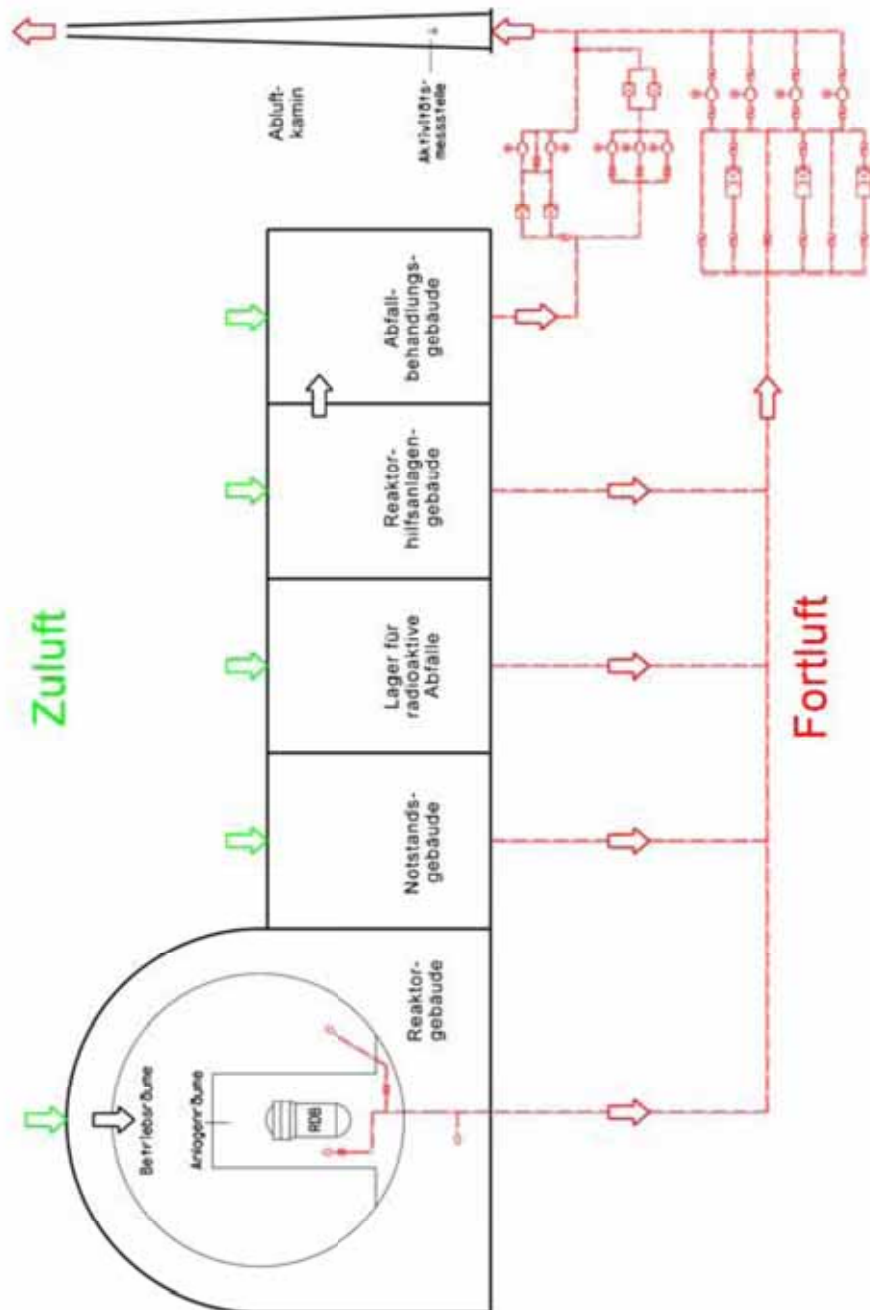 Zuluft
Betriebsräume
Anlagenräume
RDB
Reaktor-
gebäude
Notstands-
gebäude
Lager für
radioaktive
Abfälle
Reaktor-
hilfsanlagen-
gebäude
Abfall-
behandlungs-
gebäude
Abluft-
kamin
Aktivitäts-
messstelle
Fortluft